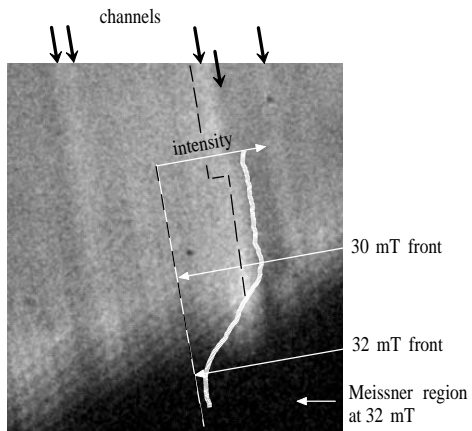 channels
intensity
30 mT front
32 mT front
Meissner region
at 32 mT